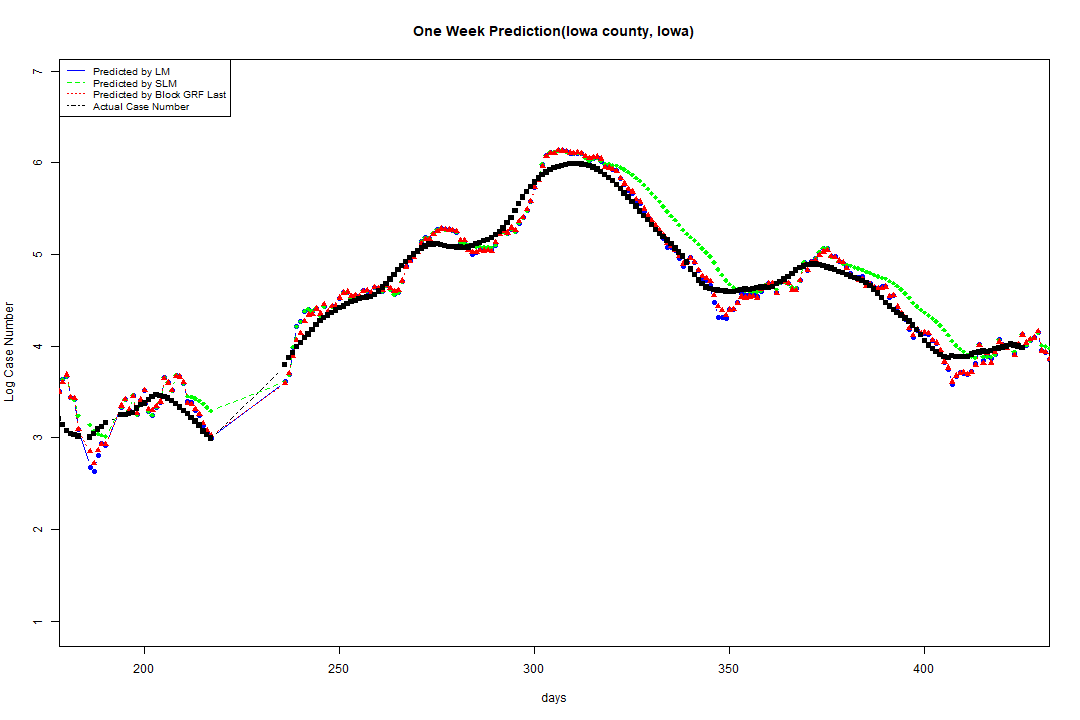 One Week Prediction(Iowa county, Iowa)
Predicted by LM
Predicted by SLM
Predicted by Block GRF Last
Actual Case Number
Log Case Number
7
6
5
4
3
2
1
200 250 300 350 400
days